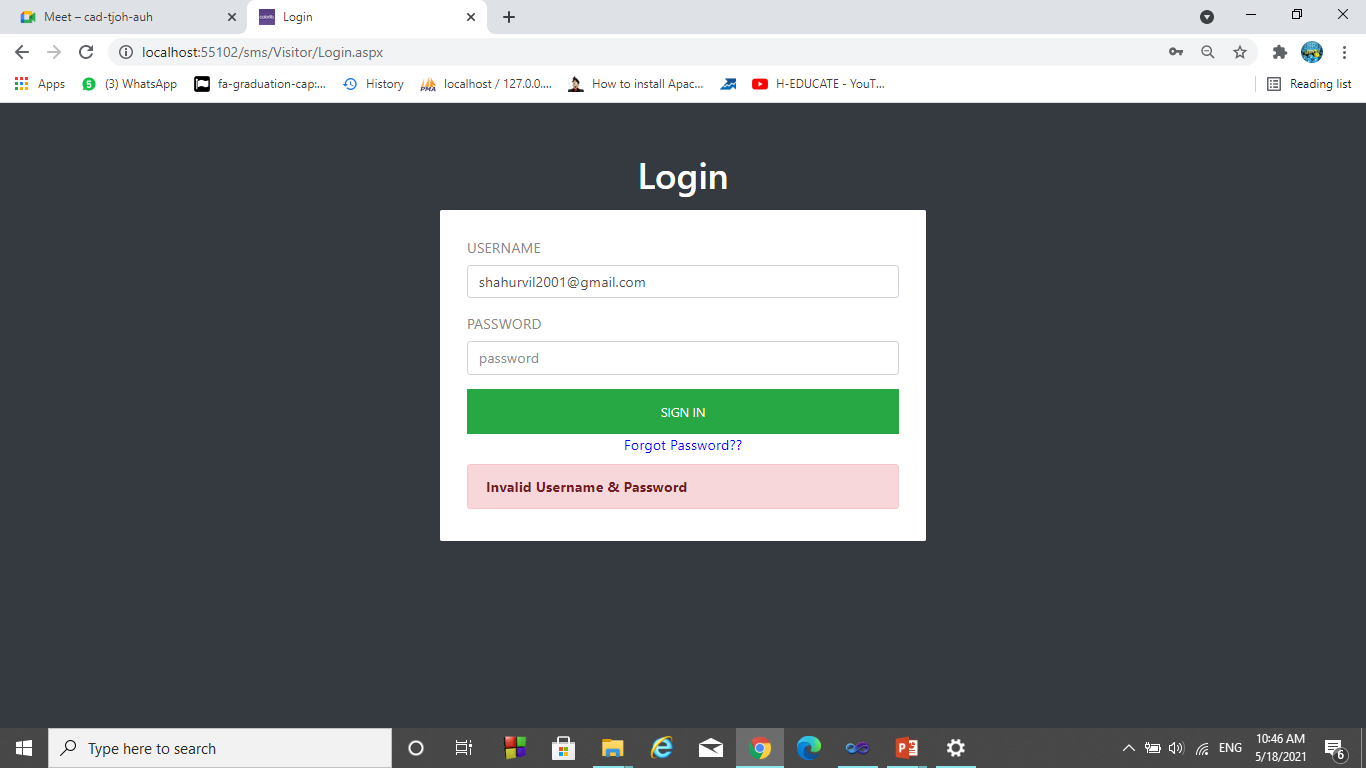 Meet – cad-tjoh-auh
Login
localhost:55102/sms/Visitor/Login.aspx
Apps
(3) WhatsApp
fa-graduation-cap:...
History
localhost / 127.0.0....
How to install Apac...
H-EDUCATE - YouT...
Reading list
Login
USERNAME
shahurvil2001@gmail.com
PASSWORD
password
SIGN IN
Forgot Password??
Invalid Username & Password
Type here to search
ENG
10:46 AM
5/18/2021
6